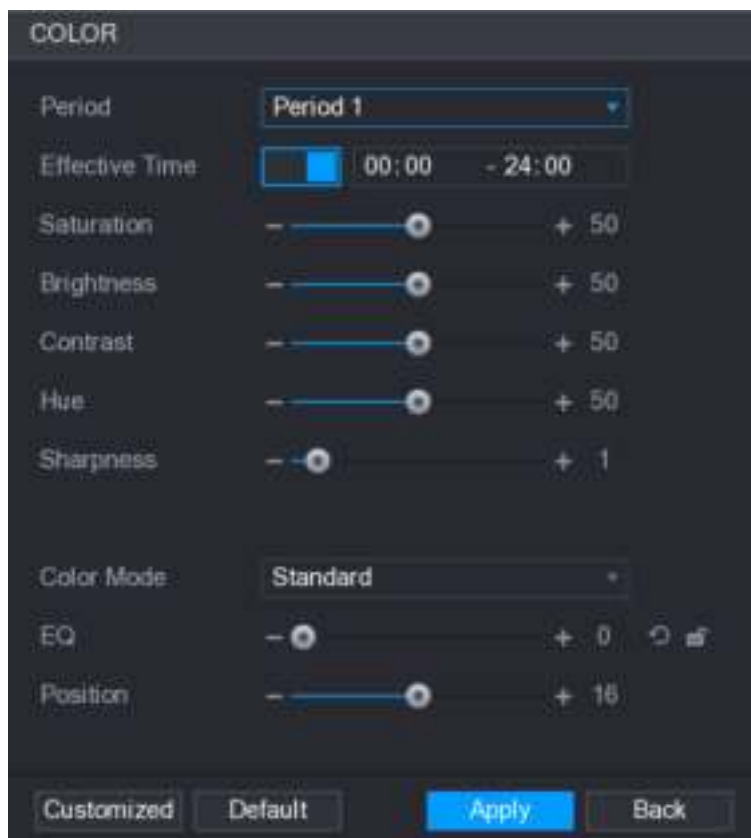 COLOR
Period Period 1
Effective Time 00:00 - 24:00
Saturation - + 50
Brightness - + 50
Contrast - + 50
Hue - + 50
Sharpness - + 1
Color Mode Standard
EQ - + 0
Position - + 16
Customized Default Apply Back